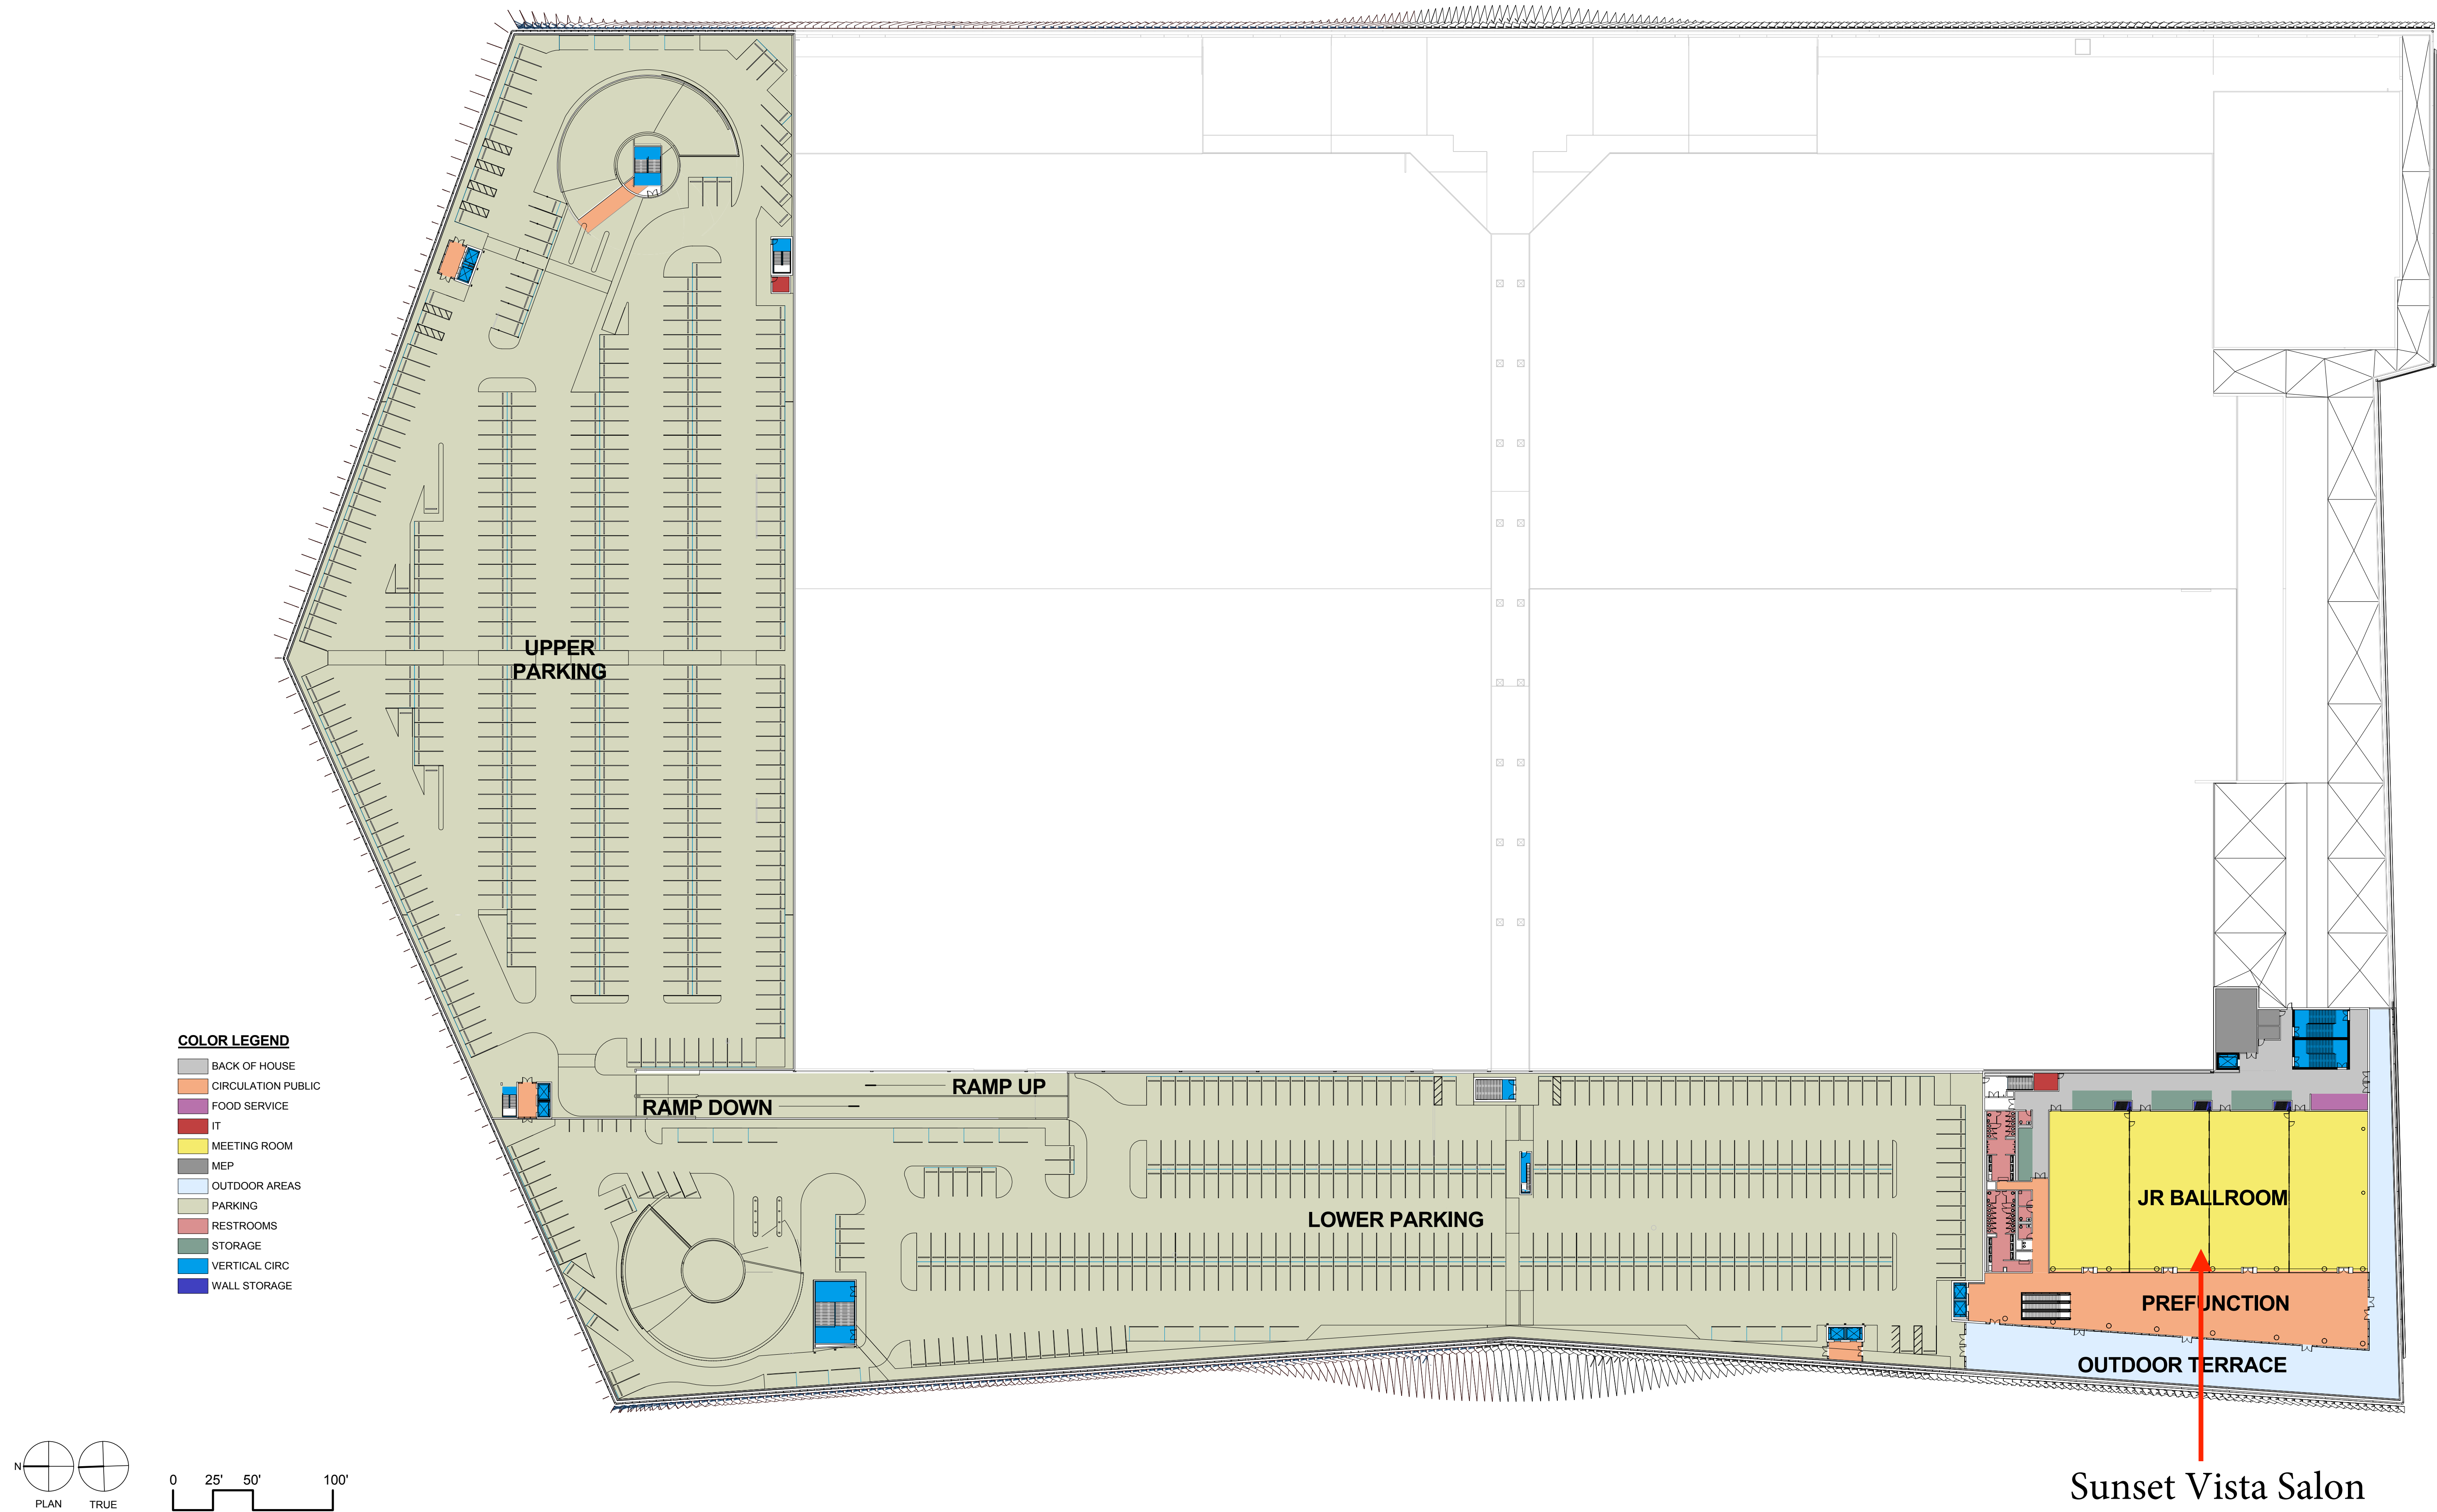 UPPER
PARKING
COLOR LEGEND
BACK OF HOUSE
CIRCULATION PUBLIC
FOOD SERVICE
IT
MEETING ROOM
MEP
OUTDOOR AREAS
PARKING
RESTROOMS
STORAGE
VERTICAL CIRC
WALL STORAGE
RAMP UP
RAMP DOWN
LOWER PARKING
JR BALLROOM
PREFUNCTION
OUTDOOR TERRACE
N
PLAN TRUE
0 25' 50' 100'
Sunset Vista Salon